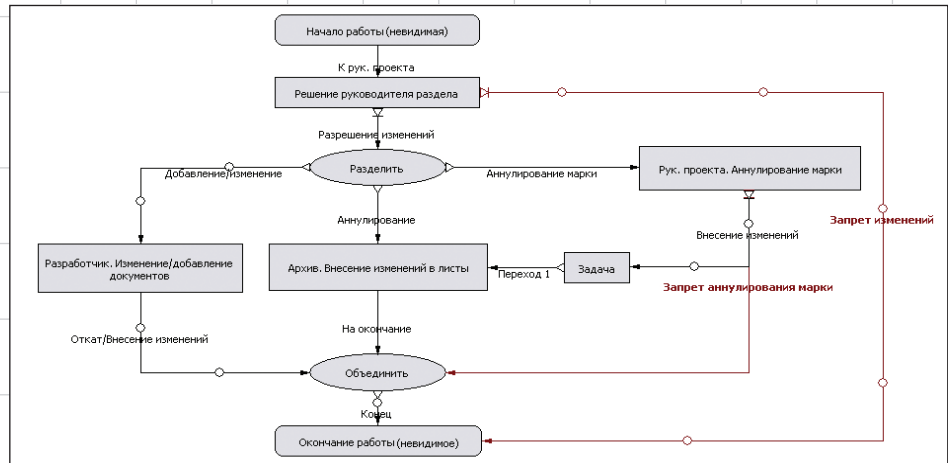 Начало работы (невидимая)
К рук. проекта
Решение руководителя раздела
Разрешение изменений
Добавление/изменение
Разделить
Аннулирование марки
Рук. проекта. Аннулирование марки
Аннулирование
Внесение изменений
Запрет изменений
Разработчик. Изменение/добавление
документов
Архив. Внесение изменений в листы
Переход 1
Задача
Запрет аннулирования марки
На окончание
Откат/Внесение изменений
Объединить
Конец
Окончание работы (невидимое)